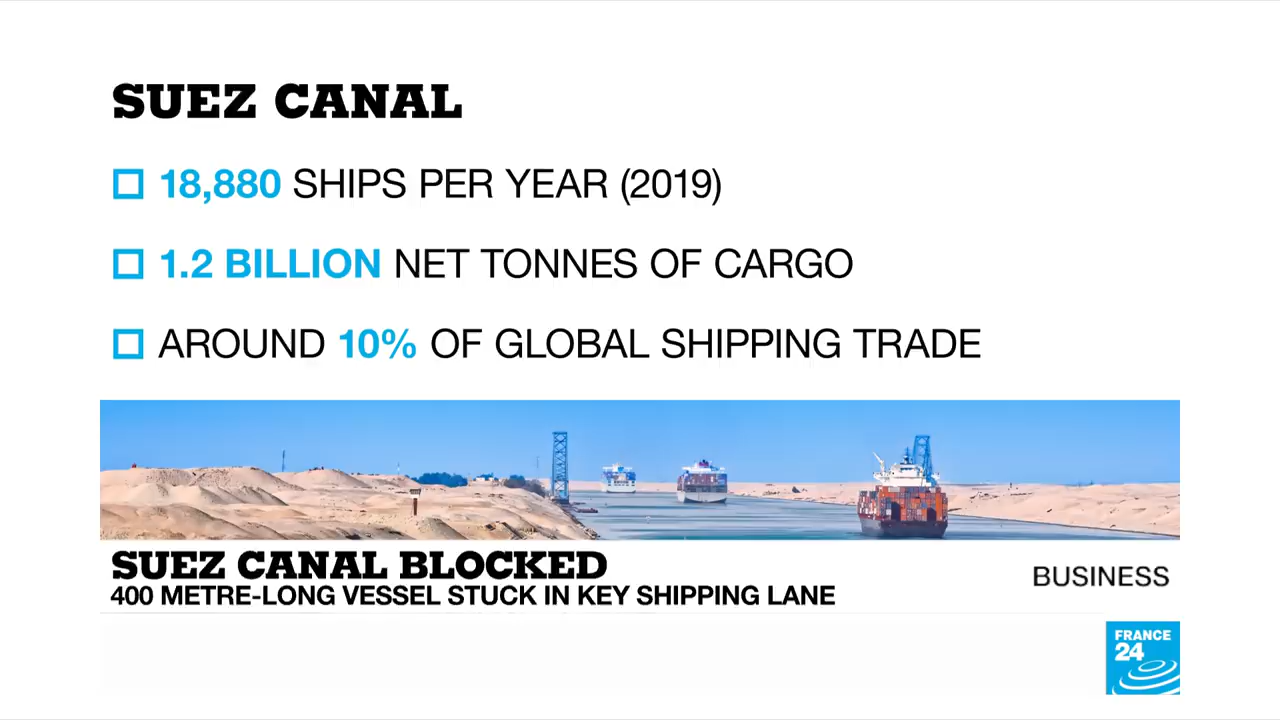 SUEZ CANAL
18,880 SHIPS PER YEAR (2019)
1.2 BILLION NET TONNES OF CARGO
AROUND 10% OF GLOBAL SHIPPING TRADE
SUEZ CANAL BLOCKED
400 METRE-LONG VESSEL STUCK IN KEY SHIPPING LANE
BUSINESS
FRANCE
24